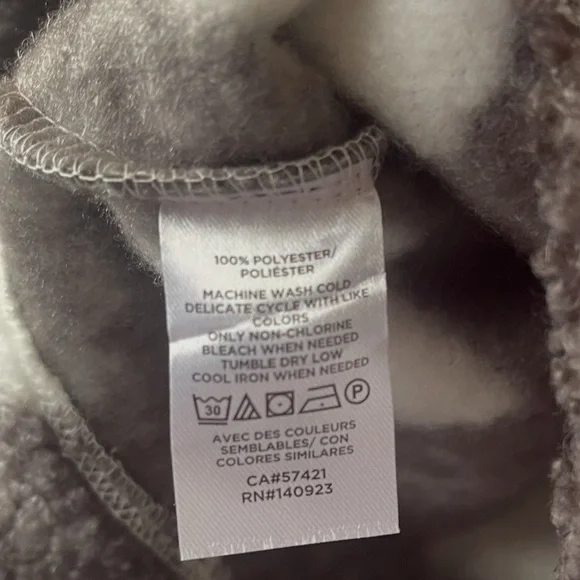 100% POLYESTER/
POLIÉSTER
MACHINE WASH COLD
DELICATE CYCLE WITH LIKE
COLORS
ONLY NON-CHLORINE
BLEACH WHEN NEEDED
TUMBLE DRY LOW
COOL IRON WHEN NEEDED
30 P
AVEC DES COULEURS
SEMBLABLES/ CON
COLORES SIMILARES
CA#57421
RN#140923